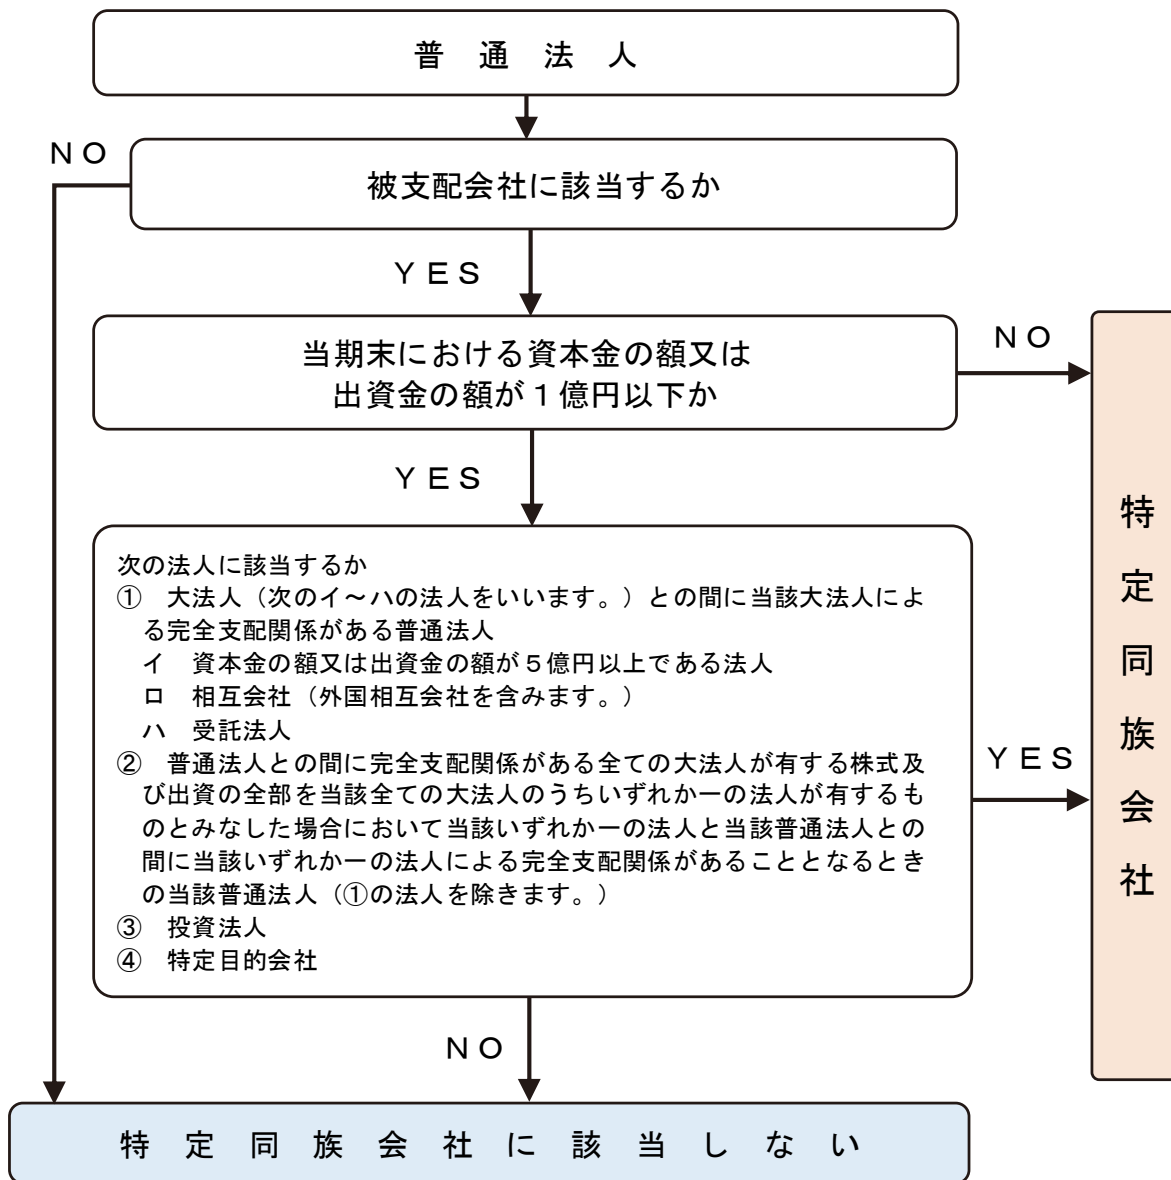 普通法人
NO
被支配会社に該当するか
YES
当期末における資本金の額又は
出資金の額が１億円以下か
NO
YES
次の法人に該当するか
① 大法人（次のイ～ハの法人をいいます。）との間に当該大法人によ
る完全支配関係がある普通法人
イ 資本金の額又は出資金の額が５億円以上である法人
ロ 相互会社（外国相互会社を含みます。）
ハ 受託法人
② 普通法人との間に完全支配関係がある全ての大法人が有する株式及
び出資の全部を当該全ての大法人のうちいずれか一の法人が有するも
のとみなした場合において当該いずれか一の法人と当該普通法人との
間に当該いずれか一の法人による完全支配関係があることとなるとき
の当該普通法人（①の法人を除きます。）
③ 投資法人
④ 特定目的会社
YES
特定同族会社
NO
特定同族会社に該当しない